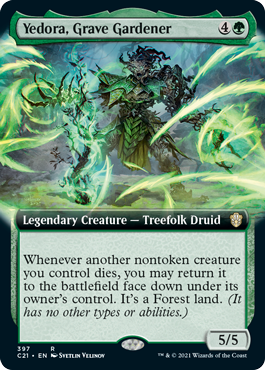 Yedora, Grave Gardener 4
Legendary Creature — Treefolk Druid
Whenever another nontoken creature
you control dies, you may return it
to the battlefield face down under its
owner's control. It's a Forest land. (It
has no other types or abilities.)
5/5
397 R
C21 • EN Svetlin Velinov
™ & © 2021 Wizards of the Coast